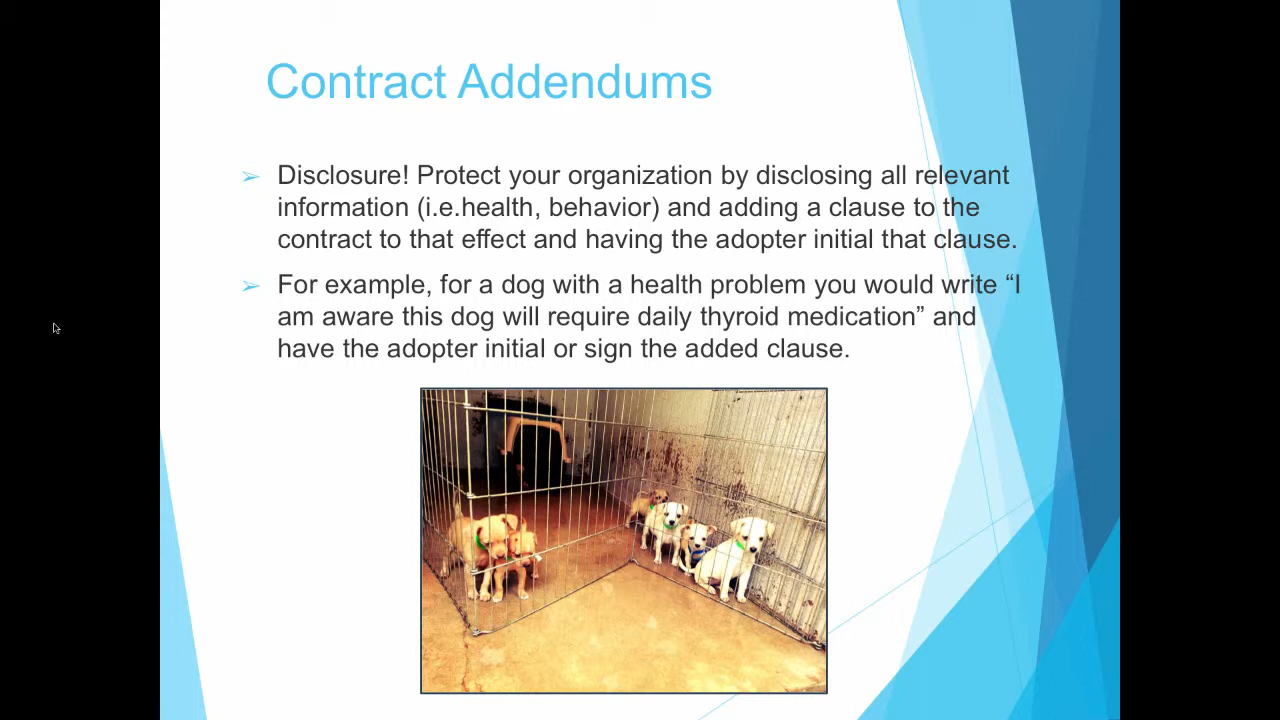 Contract Addendums
➢ Disclosure! Protect your organization by disclosing all relevant
information (i.e.health, behavior) and adding a clause to the
contract to that effect and having the adopter initial that clause.
➢ For example, for a dog with a health problem you would write “I
am aware this dog will require daily thyroid medication” and
have the adopter initial or sign the added clause.